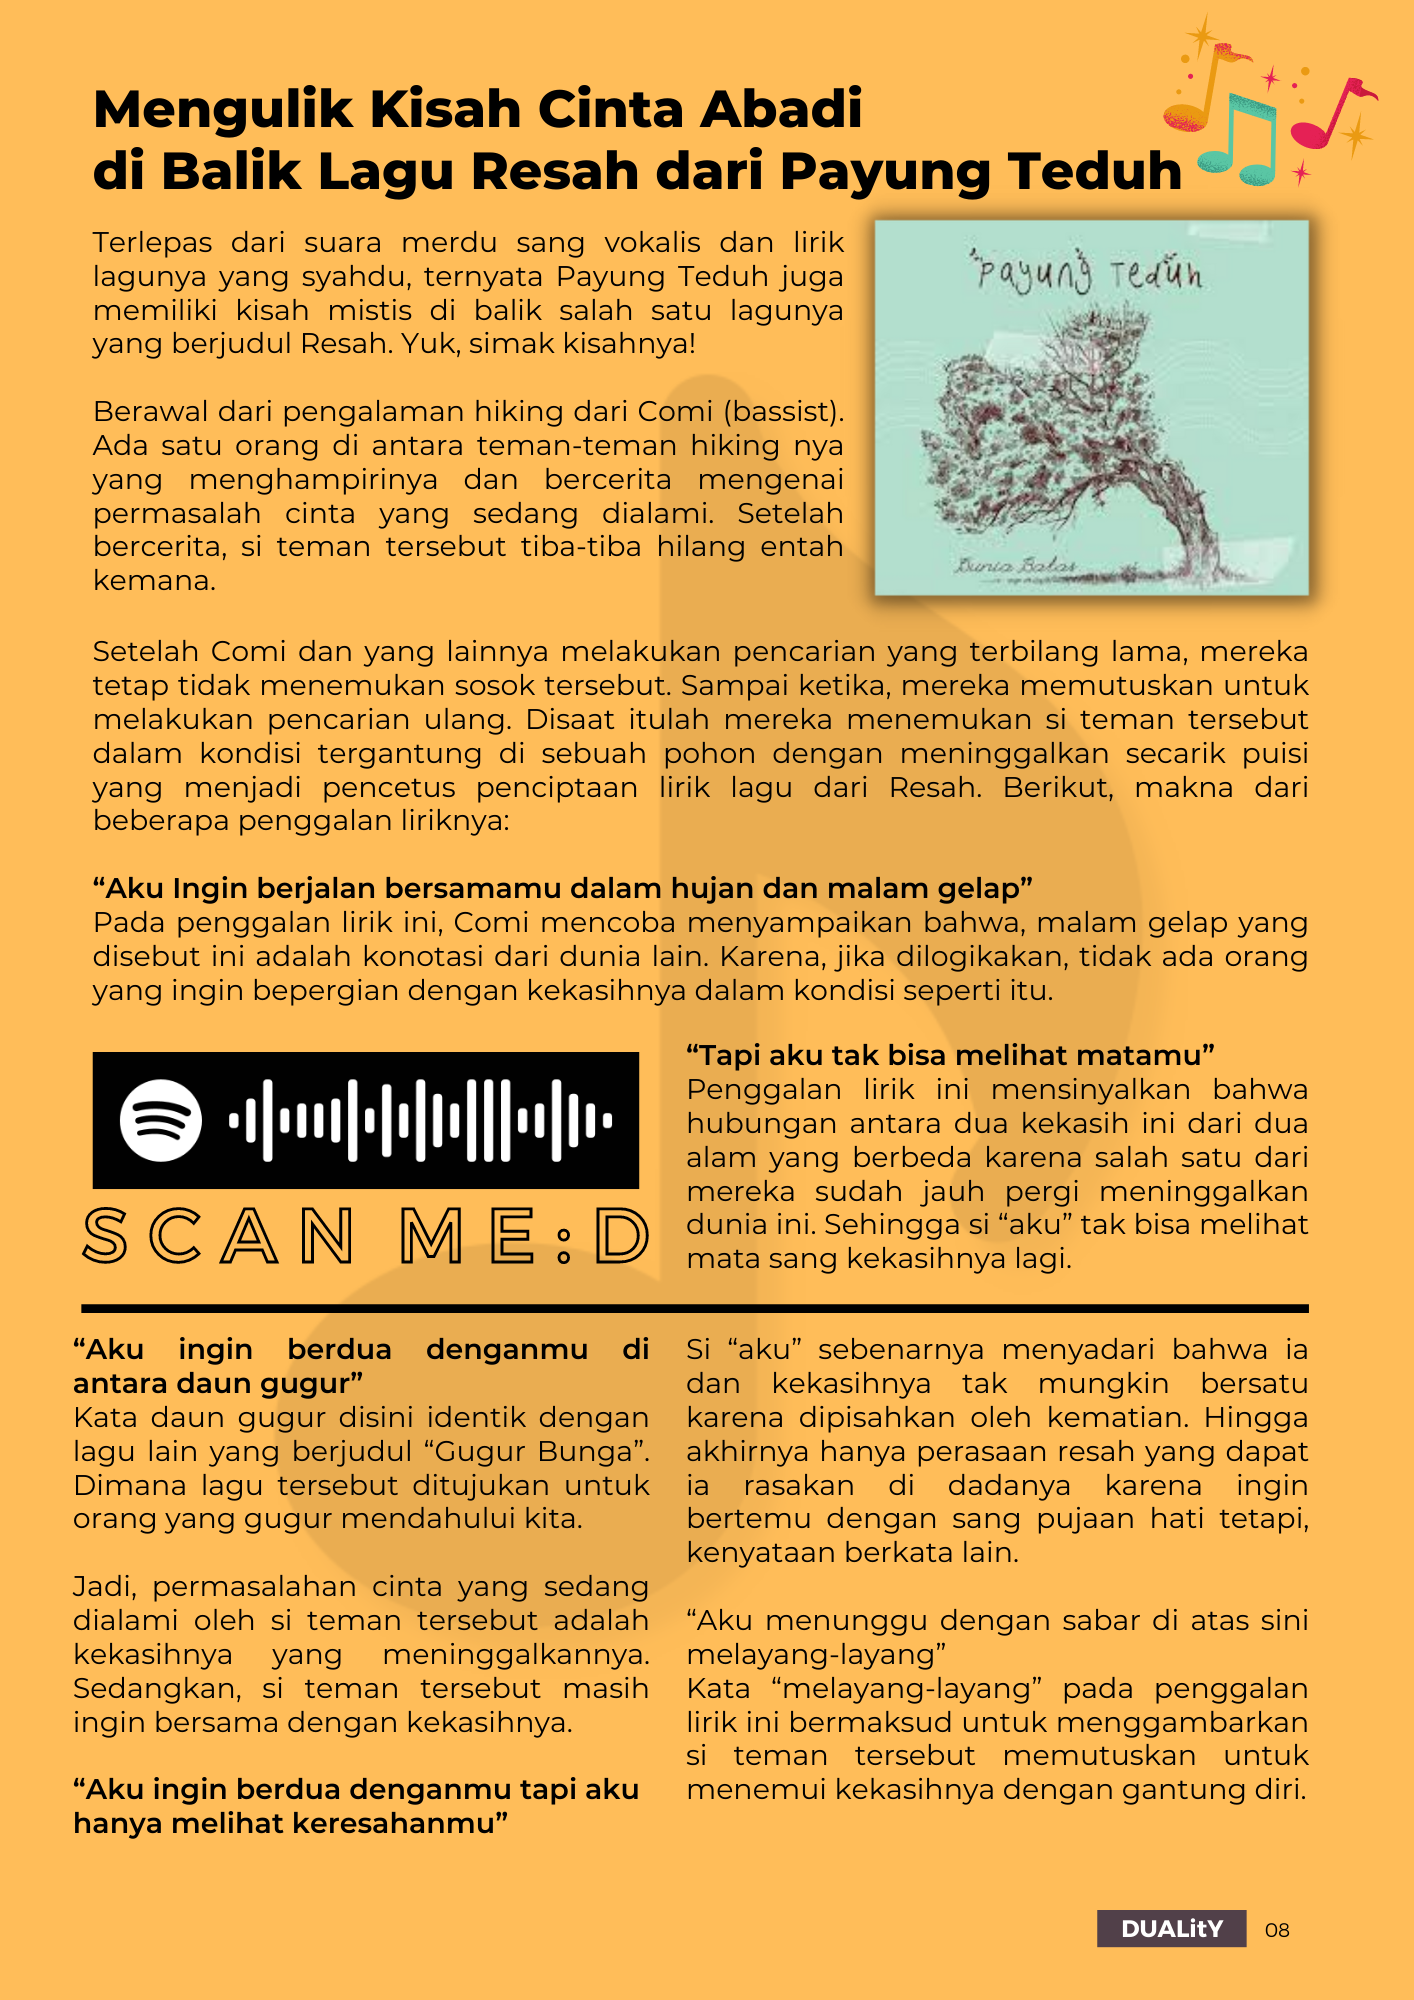 Mengulik Kisah Cinta Abadi
di Balik Lagu Resah dari Payung Teduh
Terlepas dari suara merdu sang vokalis dan lirik
lagunya yang syahdu, ternyata Payung Teduh juga
memiliki kisah mistis di balik salah satu lagunya
yang berjudul Resah. Yuk, simak kisahnya!
Berawal dari pengalaman hiking dari Comi (bassist).
Ada satu orang di antara teman-teman hiking nya
yang menghampirinya dan bercerita mengenai
permasalah cinta yang sedang dialami. Setelah
bercerita, si teman tersebut tiba-tiba hilang entah
kemana.
Payung Teduh
Dunia Batas
Setelah Comi dan yang lainnya melakukan pencarian yang terbilang lama, mereka
tetap tidak menemukan sosok tersebut. Sampai ketika, mereka memutuskan untuk
melakukan pencarian ulang. Disaat itulah mereka menemukan si teman tersebut
dalam kondisi tergantung di sebuah pohon dengan meninggalkan secarik puisi
yang menjadi pencetus penciptaan lirik lagu dari Resah. Berikut, makna dari
beberapa penggalan liriknya:
“Aku Ingin berjalan bersamamu dalam hujan dan malam gelap”
Pada penggalan lirik ini, Comi mencoba menyampaikan bahwa, malam gelap yang
disebut ini adalah konotasi dari dunia lain. Karena, jika dilogikakan, tidak ada orang
yang ingin bepergian dengan kekasihnya dalam kondisi seperti itu.
SCAN ME:D
“Tapi aku tak bisa melihat matamu”
Penggalan lirik ini mensinyalkan bahwa
hubungan antara dua kekasih ini dari dua
alam yang berbeda karena salah satu dari
mereka sudah jauh pergi meninggalkan
dunia ini. Sehingga si “aku” tak bisa melihat
mata sang kekasihnya lagi.
“Aku ingin berdua denganmu di
antara daun gugur”
Kata daun gugur disini identik dengan
lagu lain yang berjudul “Gugur Bunga”.
Dimana lagu tersebut ditujukan untuk
orang yang gugur mendahului kita.
Jadi, permasalahan cinta yang sedang
dialami oleh si teman tersebut adalah
kekasihnya yang meninggalkannya.
Sedangkan, si teman tersebut masih
ingin bersama dengan kekasihnya.
“Aku ingin berdua denganmu tapi aku
hanya melihat keresahanmu”
Si “aku” sebenarnya menyadari bahwa ia
dan kekasihnya tak mungkin bersatu
karena dipisahkan oleh kematian. Hingga
akhirnya hanya perasaan resah yang dapat
ia rasakan di dadanya karena ingin
bertemu dengan sang pujaan hati tetapi,
kenyataan berkata lain.
“Aku menunggu dengan sabar di atas sini
melayang-layang”
Kata “melayang-layang” pada penggalan
lirik ini bermaksud untuk menggambarkan
si teman tersebut memutuskan untuk
menemui kekasihnya dengan gantung diri.
DUALitY
08